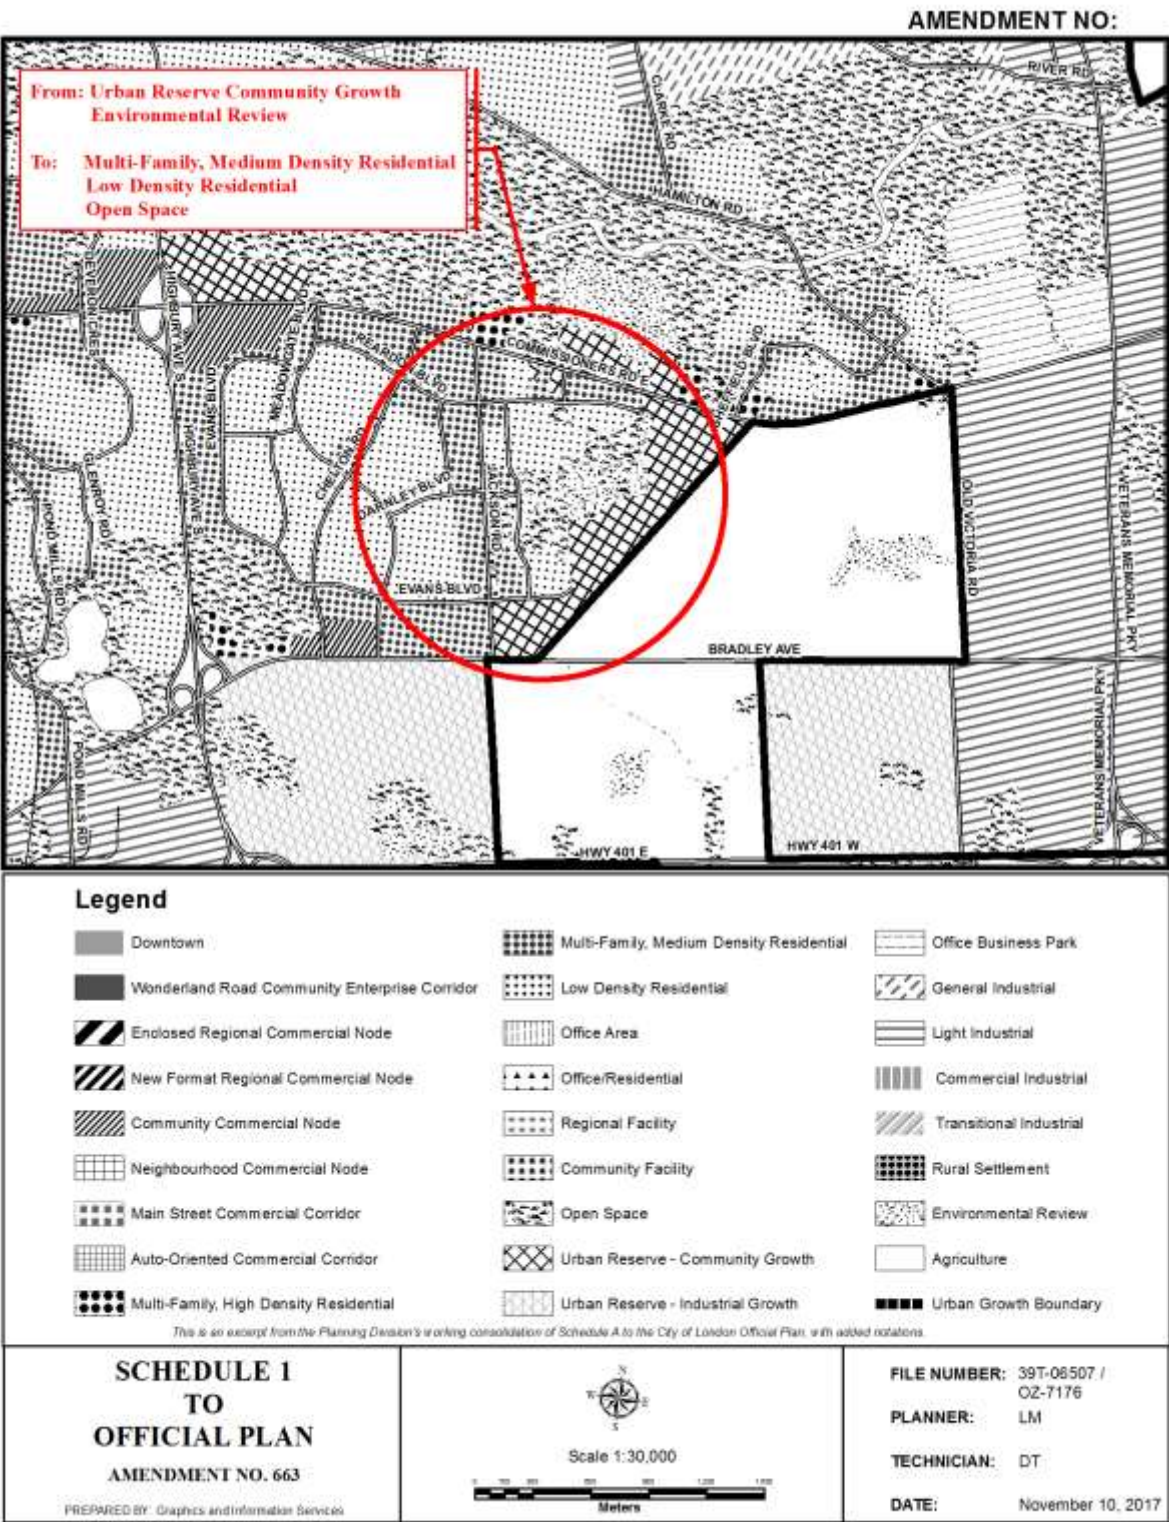 AMENDMENT NO:
From: Urban Reserve Community Growth
Environmental Review
To: Multi-Family, Medium Density Residential
Low Density Residential
Open Space
RIVER RD
CLARKE RD
HAMILTON RD
HIGHBURY AVE S
MEADOWGATE BLVD
REARDON BLVD
COMMISSIONERS RD E
EVANS BLVD
HIGHBURY AVE S
CRESTON RD
DARNLEY BLVD
JACKSON RD
GLENROY RD
POND MILLS RD
OLD VICTORIA RD
VETERANS MEMORIAL PKY
EVANS BLVD
BRADLEY AVE
VETERANS MEMORIAL PKY
POND MILLS RD
HWY 401 E
HWY 401 W
Legend
Downtown
Wonderland Road Community Enterprise Corridor
Enclosed Regional Commercial Node
New Format Regional Commercial Node
Community Commercial Node
Neighbourhood Commercial Node
Main Street Commercial Corridor
Auto-Oriented Commercial Corridor
Multi-Family, High Density Residential
Multi-Family, Medium Density Residential
Low Density Residential
Office Area
Office/Residential
Regional Facility
Community Facility
Open Space
Urban Reserve - Community Growth
Urban Reserve - Industrial Growth
Office Business Park
General Industrial
Light Industrial
Commercial Industrial
Transitional Industrial
Rural Settlement
Environmental Review
Agriculture
Urban Growth Boundary
This is an excerpt from the Planning Division's working consolidation of Schedule A to the City of London Official Plan, with added notations.
SCHEDULE 1
TO
OFFICIAL PLAN
AMENDMENT NO. 663
PREPARED BY: Graphics and Information Services
N
W
E
S
Scale 1:30,000
Meters
FILE NUMBER: 39T-06507 /
OZ-7176
PLANNER: LM
TECHNICIAN: DT
DATE: November 10, 2017